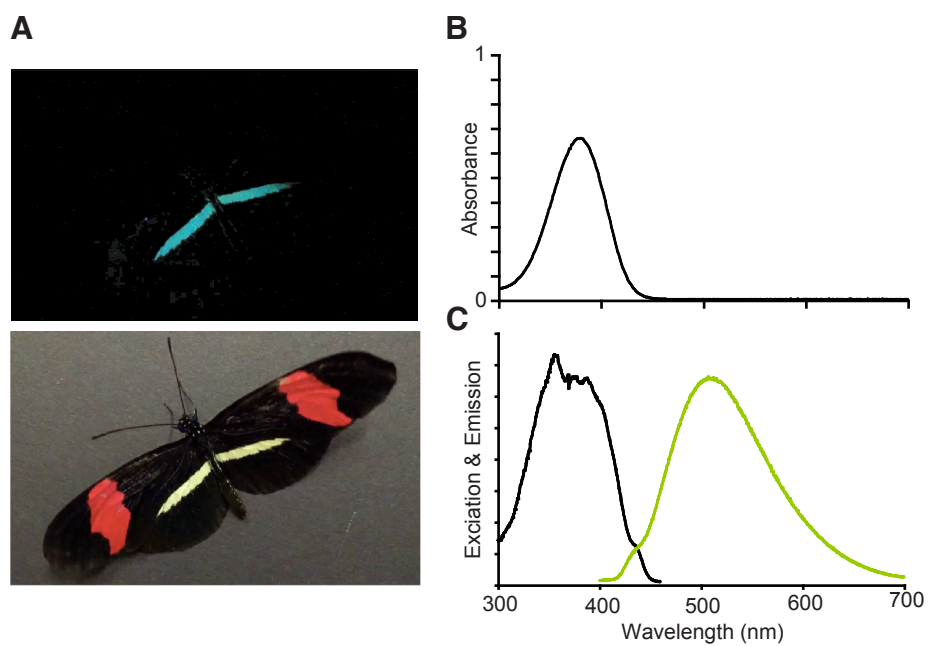 A
B
1
Absorbance
0
C
Exciation & Emission
300
400
500
600
700
Wavelength (nm)